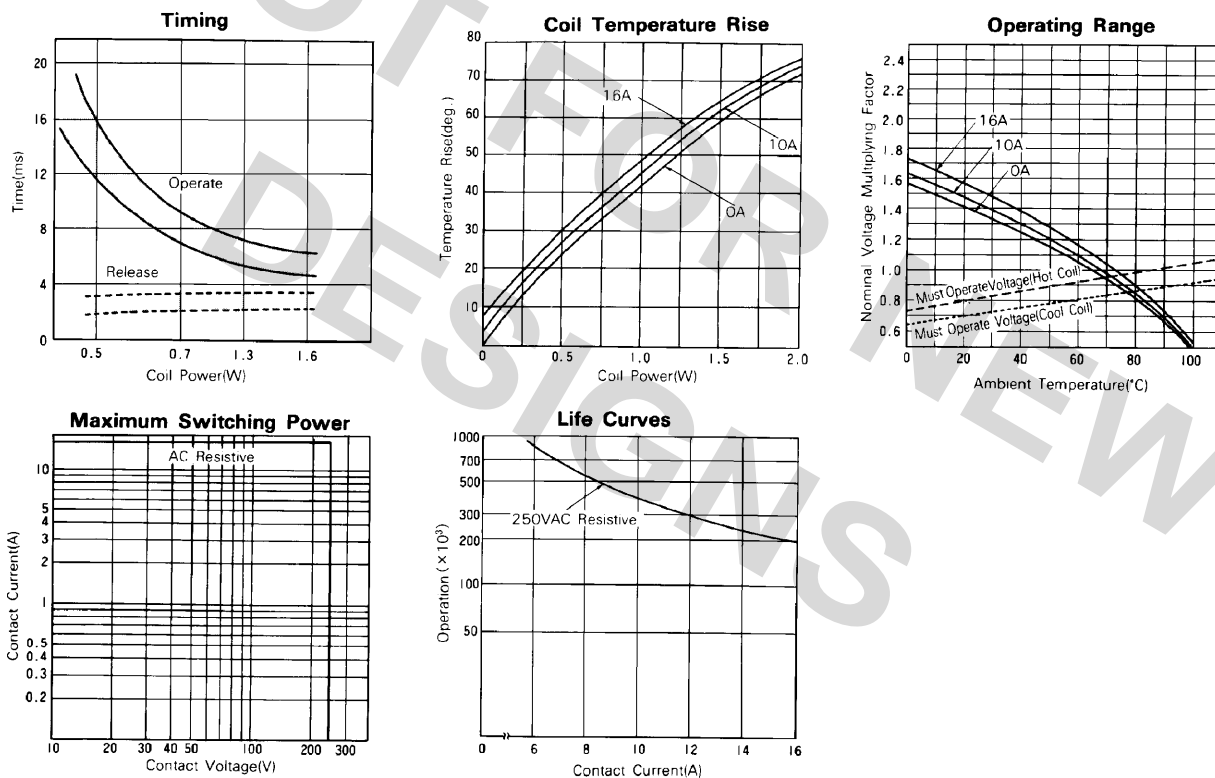 Timing
20
16
12
8
4
0
Time(ms)
Operate
Release
0.5 0.7 1.3 1.6
Coil Power(W)
Coil Temperature Rise
80
70
60
50
40
30
20
10
0
Temperature Rise(deg.)
16A
10A
0A
0.5 1.0 1.5 2.0
Coil Power(W)
Operating Range
2.4
2.0
1.8
1.6
1.4
1.2
1.0
0.8
0.6
Nominal Voltage Multiplying Factor
16A
10A
0A
Must Operate Voltage(Hot Coil)
Must Operate Voltage(Cool Coil)
0 20 40 60 80 100
Ambient Temperature(°C)
Maximum Switching Power
AC Resistive
10
5
4
3
2
1
0.5
0.4
0.3
0.2
Contact Current(A)
10 20 30 40 50 100 200 300
Contact Voltage(V)
Life Curves
1000
700
500
300
200
100
50
Operation (×10³)
250VAC Resistive
0 6 8 10 12 14 16
Contact Current(A)
FOR NEW
DESIGNS